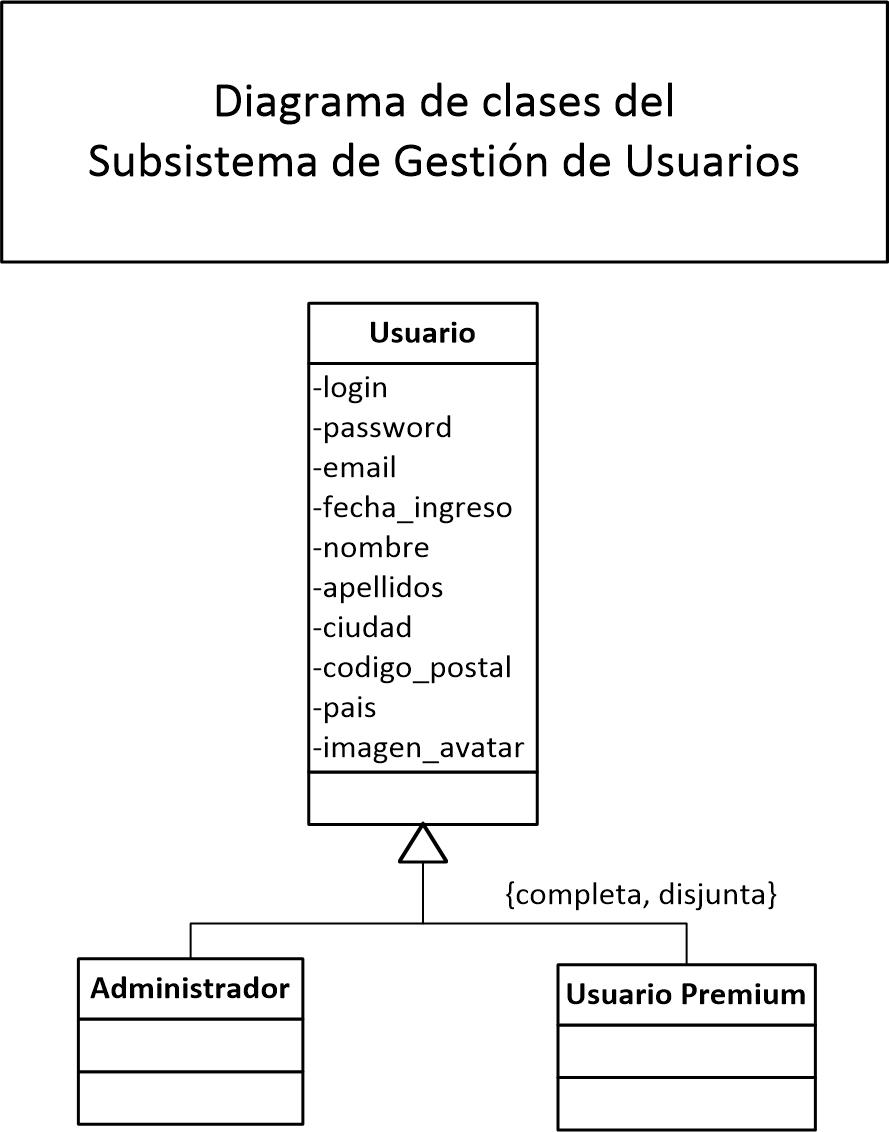 Diagrama de clases del
Subsistema de Gestión de Usuarios
Usuario
-login
-password
-email
-fecha_ingreso
-nombre
-apellidos
-ciudad
-codigo_postal
-pais
-imagen_avatar
{completa, disjunta}
Administrador
Usuario Premium